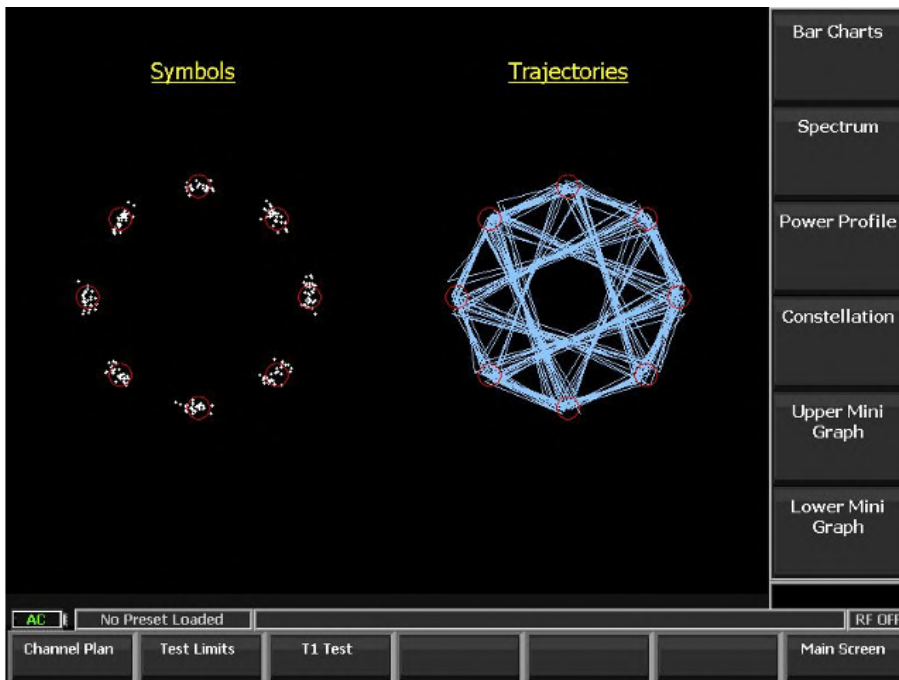 Symbols
Trajectories
Bar Charts
Spectrum
Power Profile
Constellation
Upper Mini
Graph
Lower Mini
Graph
AC
No Preset Loaded
RF OFF
Channel Plan
Test Limits
T1 Test
Main Screen